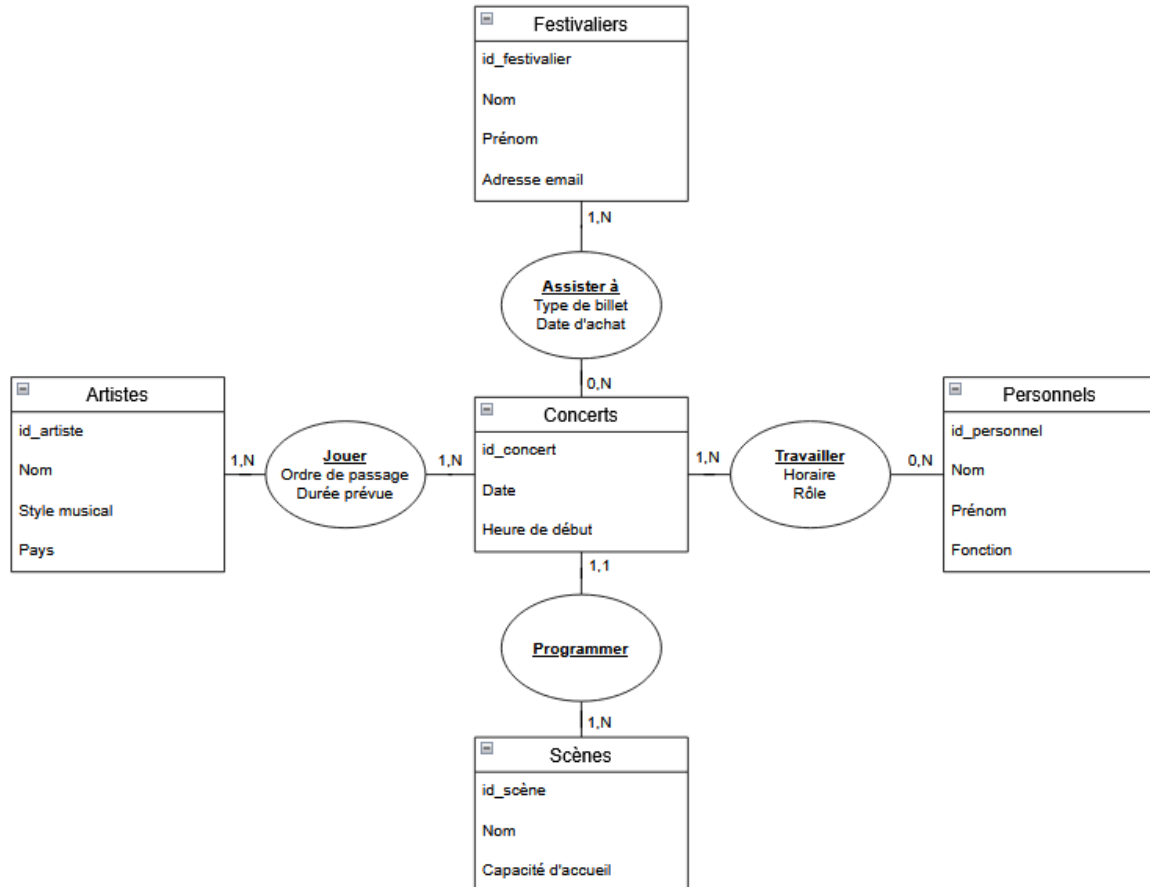 Festivaliers
id_festivalier
Nom
Prénom
Adresse email
1,N
Assister à
Type de billet
Date d'achat
0,N
Artistes
id_artiste
Nom
Style musical
Pays
1,N
Jouer
Ordre de passage
Durée prévue
1,N
Concerts
id_concert
Date
Heure de début
1,N
Travailler
Horaire
Rôle
0,N
Personnels
id_personnel
Nom
Prénom
Fonction
1,1
Programmer
1,N
Scènes
id_scène
Nom
Capacité d'accueil